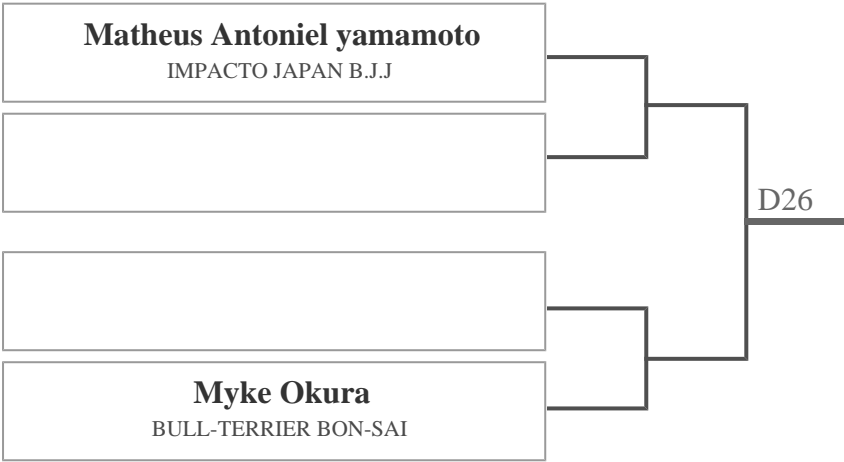 Matheus Antoniel yamamoto
IMPACTO JAPAN B.J.J
D26
Myke Okura
BULL-TERRIER BON-SAI